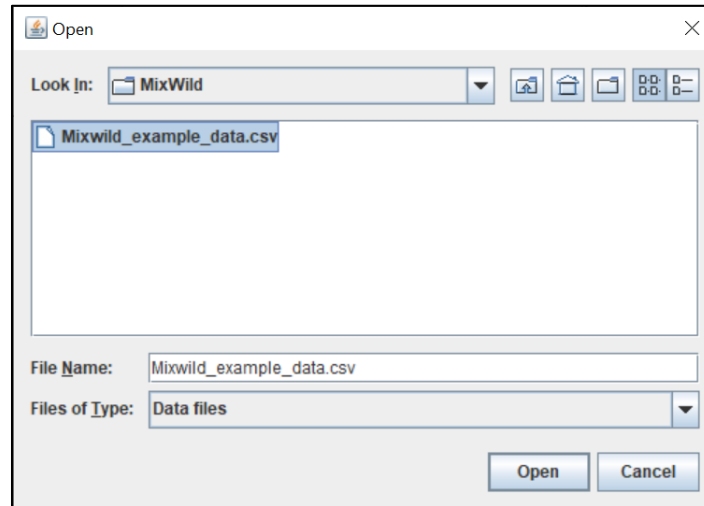 Open
Look In: MixWild
Mixwild_example_data.csv
File Name: Mixwild_example_data.csv
Files of Type: Data files
Open Cancel